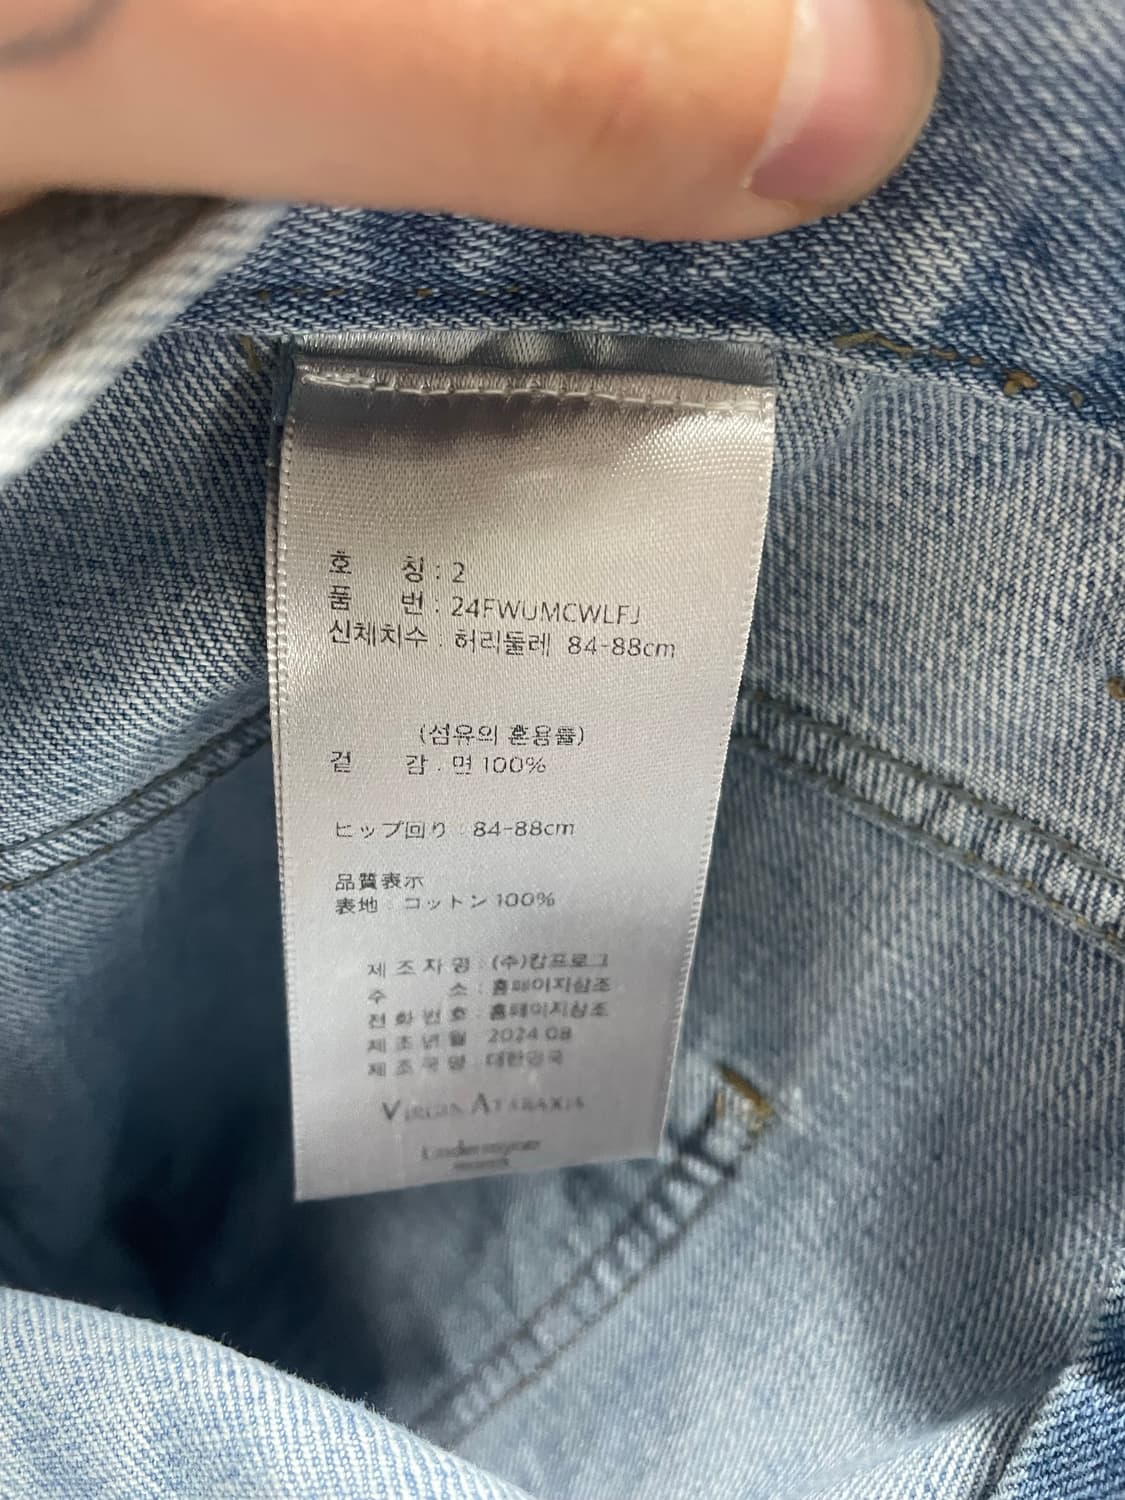 호 칭 : 2
품 번 : 24FWUMCWLFJ
신체치수 : 허리둘레 84-88cm
(섬유의 혼용률)
겉 감 : 면 100%
ヒップ回り : 84-88cm
品質表示
表地 : コットン 100%
제 조 자 명 : (주)캄프로그
주 소 : 홈페이지참조
전 화 번 호 : 홈페이지참조
제 조 년 월 : 2024.08
제 조 국 명 : 대한민국
VIRGIN ATARAXIA